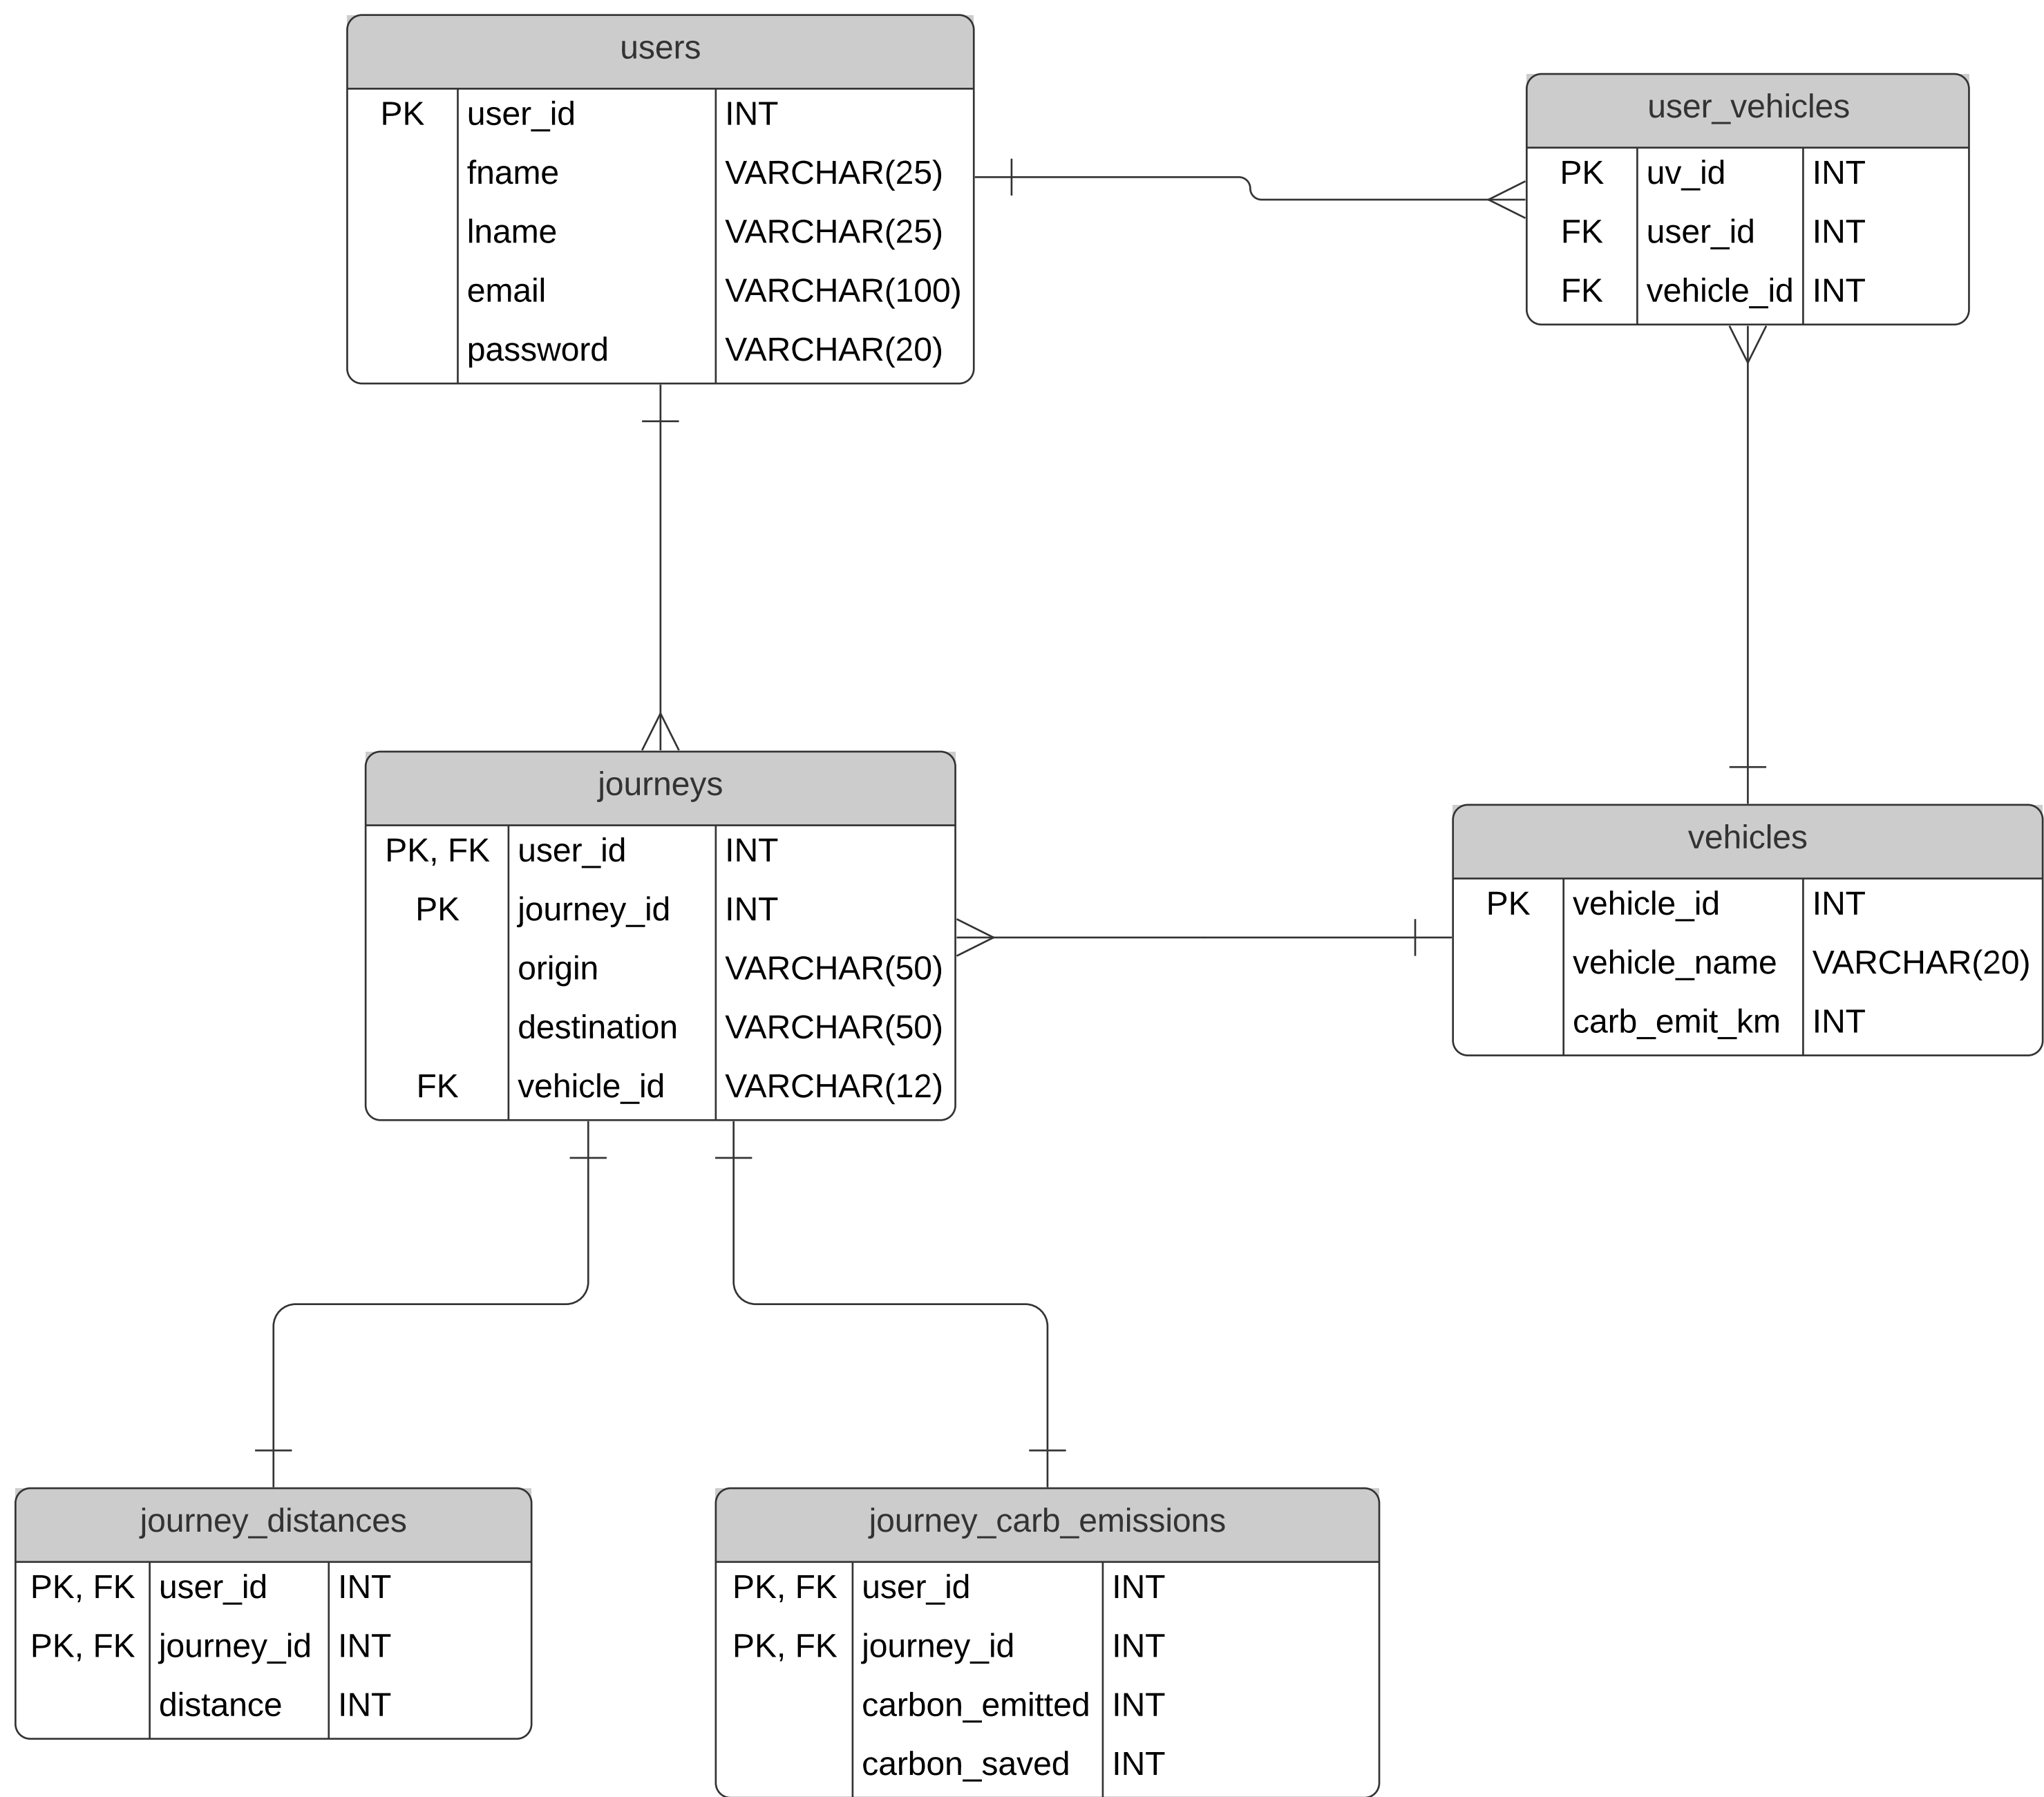 users
PK user_id INT
fname VARCHAR(25)
lname VARCHAR(25)
email VARCHAR(100)
password VARCHAR(20)
user_vehicles
PK uv_id INT
FK user_id INT
FK vehicle_id INT
journeys
PK, FK user_id INT
PK journey_id INT
origin VARCHAR(50)
destination VARCHAR(50)
FK vehicle_id VARCHAR(12)
vehicles
PK vehicle_id INT
vehicle_name VARCHAR(20)
carb_emit_km INT
journey_distances
PK, FK user_id INT
PK, FK journey_id INT
distance INT
journey_carb_emissions
PK, FK user_id INT
PK, FK journey_id INT
carbon_emitted INT
carbon_saved INT